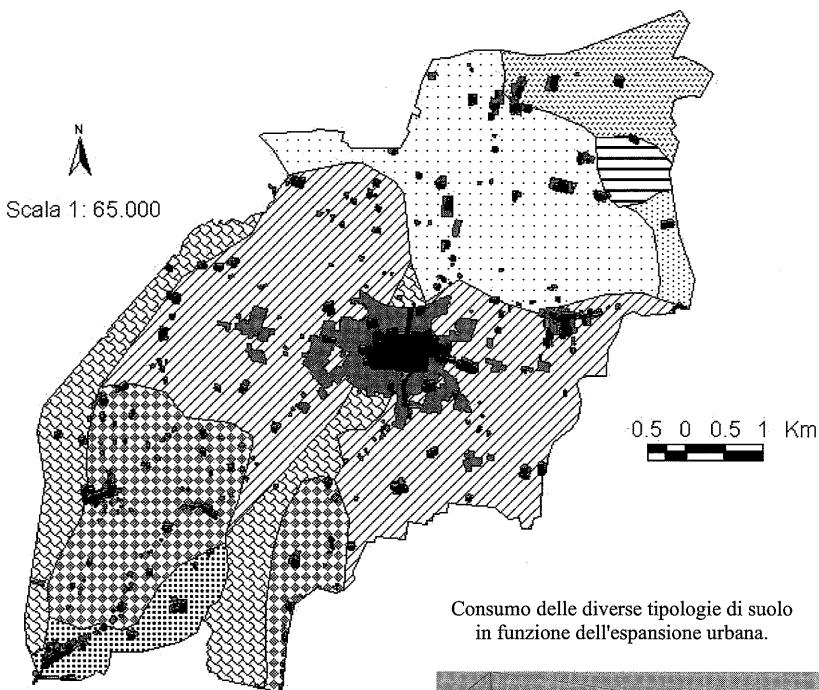 N
Scala 1: 65.000
0.5 0 0.5 1 Km
Consumo delle diverse tipologie di suolo
in funzione dell'espansione urbana.